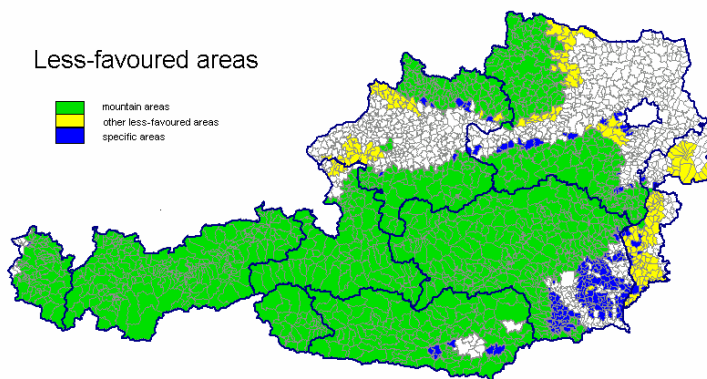 Less-favoured areas
mountain areas
other less-favoured areas
specific areas